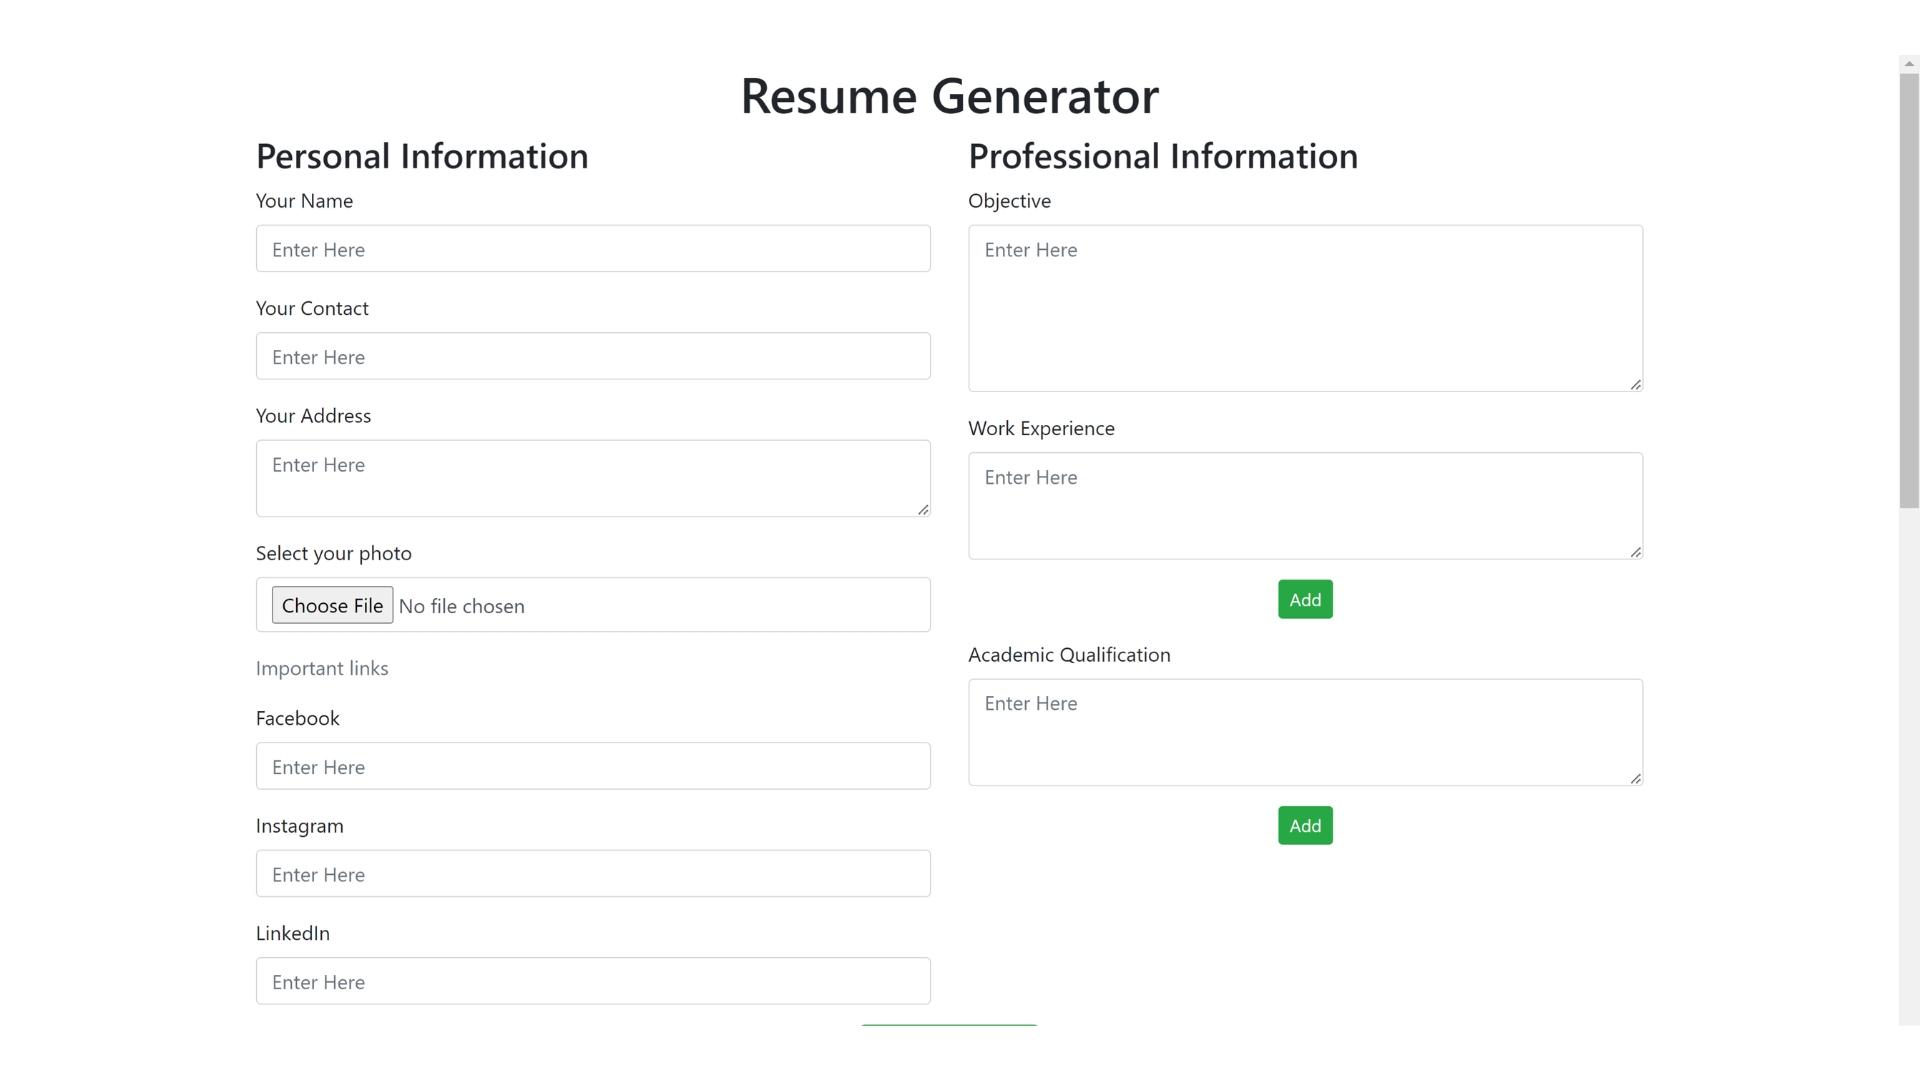 Resume Generator
Personal Information
Your Name
Enter Here
Your Contact
Enter Here
Your Address
Enter Here
Select your photo
Choose File No file chosen
Important links
Facebook
Enter Here
Instagram
Enter Here
LinkedIn
Enter Here
Professional Information
Objective
Enter Here
Work Experience
Enter Here
Add
Academic Qualification
Enter Here
Add